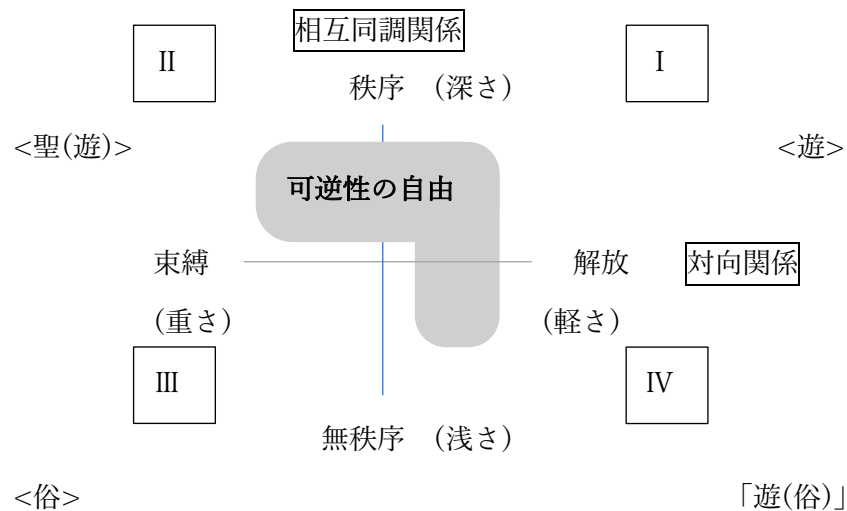 相互同調関係
Ⅱ
Ⅰ
秩序 (深さ)
<聖(遊)>
<遊>
可逆性の自由
束縛
解放
対向関係
(重さ)
(軽さ)
Ⅲ
Ⅳ
無秩序 (浅さ)
<俗>
「遊(俗)」